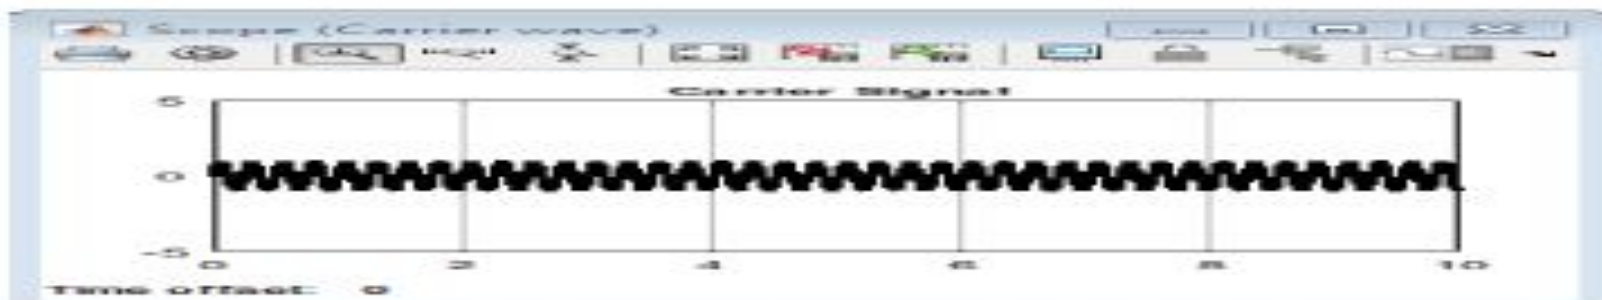 Scope (Carrier wave)
Carrier Signal
5
0
-5
0 2 4 6 8 10
Time offset: 0